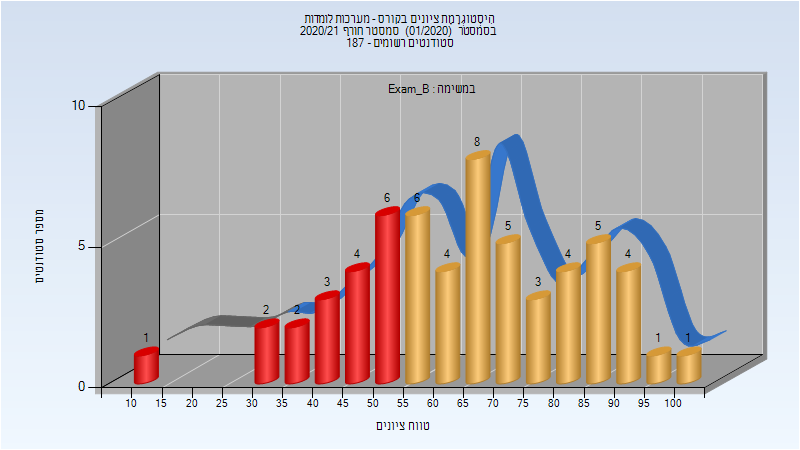 היסטוגרמת ציונים בקורס - מערכות לומדות
בסמסטר (01/2020) סמסטר חורף 2020/21
סטודנטים רשומים - 187
במשימה : Exam_B
מספר סטודנטים
10
5
0
1 2 2 3 4 6 6 4 8 5 3 4 5 4 1 1
10 20 25 30 35 40 45 50 55 60 65 70 75 80 85 90 95 100
טווח ציונים